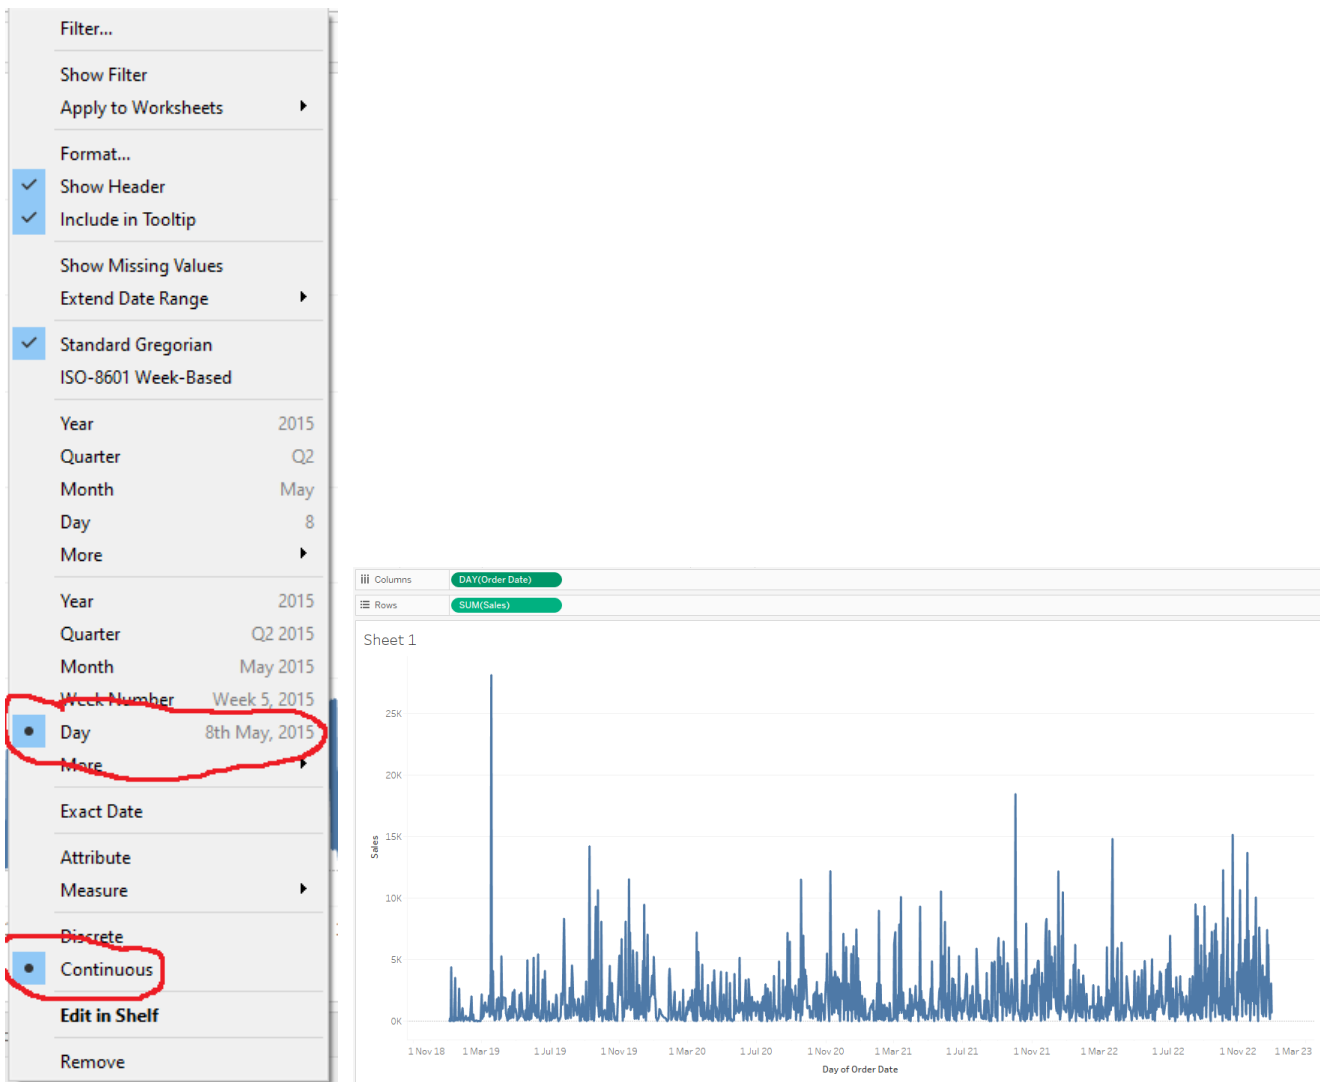 Filter...
Show Filter
Apply to Worksheets
Format...
Show Header
Include in Tooltip
Show Missing Values
Extend Date Range
Standard Gregorian
ISO-8601 Week-Based
Year 2015
Quarter Q2
Month May
Day 8
More
Year 2015
Quarter Q2 2015
Month May 2015
Week Number Week 5, 2015
Day 8th May, 2015
More
Exact Date
Attribute
Measure
Discrete
Continuous
Edit in Shelf
Remove
Columns DAY(Order Date)
Rows SUM(Sales)
Sheet 1
25K
20K
15K
10K
5K
0K
Sales
1 Nov 18 1 Mar 19 1 Jul 19 1 Nov 19 1 Mar 20 1 Jul 20 1 Nov 20 1 Mar 21 1 Jul 21 1 Nov 21 1 Mar 22 1 Jul 22 1 Nov 22 1 Mar 23
Day of Order Date